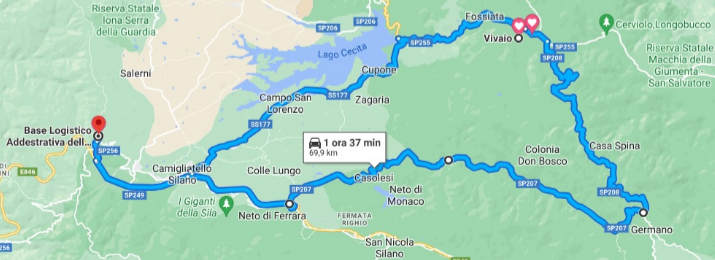 Riserva Statale
Iona Serra
della Guardia
SP206
SP206
Fossiata
Vivaio
SP255
SP255
SP208
Cerviolo, Longobucco
Riserva Statale
Macchia della
Giumenta -
San Salvatore
Lago Cecita
Salerni
Cupone
Campo San
Lorenzo
SS177
Zagaria
SS177
Base Logistico
Addestrativa dell...
SP256
1 ora 37 min
69,9 km
Casa Spina
Colonia
Don Bosco
E846
Camigliatello
Silano
Colle Lungo
Casolesi
SP207
SP249
SP207
SP208
Neto di
Monaco
I Giganti
della Sila
Neto di Ferrara
FERMATA
RIGHIO
SP207
Germano
E846
San Nicola
Silano